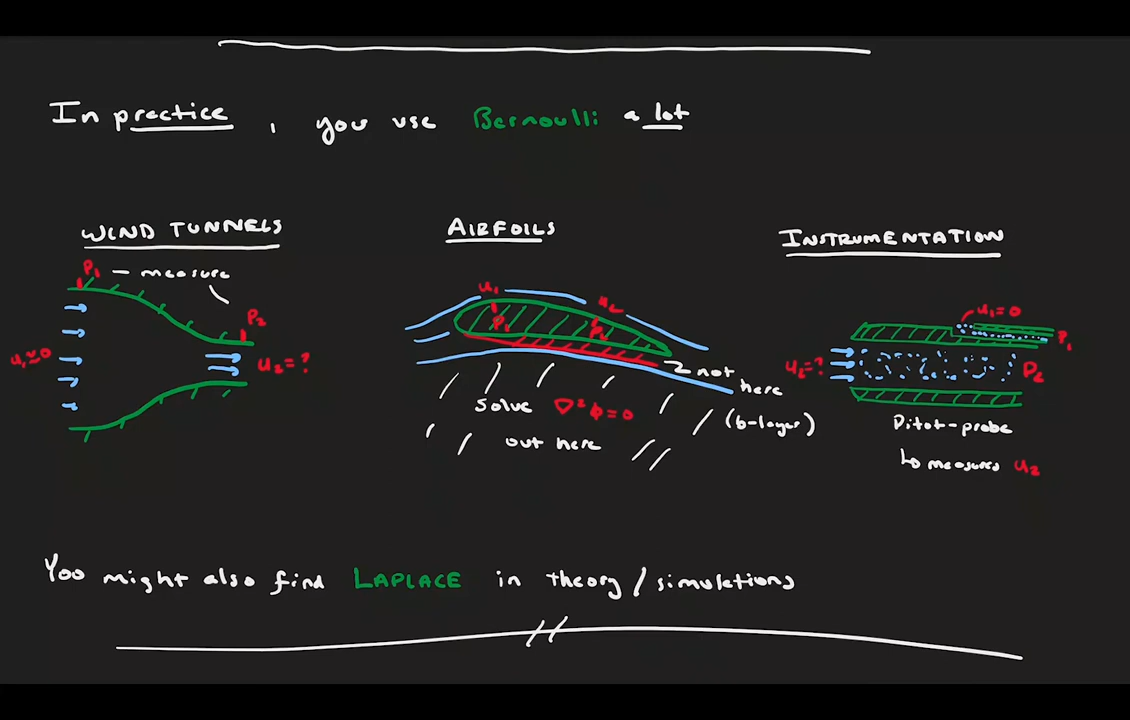 In practice, you use Bernoulli a lot
WIND TUNNELS
P₁ - measure
P₂
u₁≈0
u₂=?
AIRFOILS
u₁
u₂
P₁
P₂
not
here
(b-layer)
Solve ∇²ϕ=0
out here
INSTRUMENTATION
u₁=0
P₁
u₂=?
P₂
Pitot-probe
↳ measures u₂
You might also find LAPLACE in theory/simulations